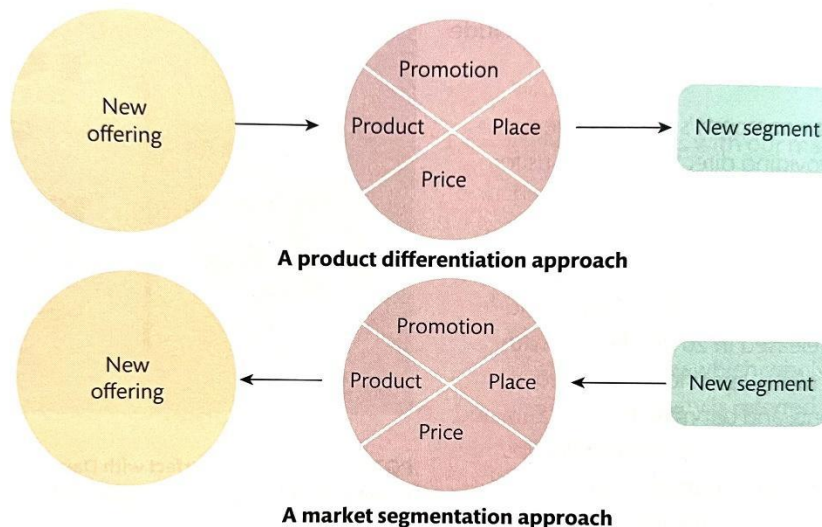 New
offering
Promotion
Product
Place
Price
New segment
A product differentiation approach
New
offering
Promotion
Product
Place
Price
New segment
A market segmentation approach